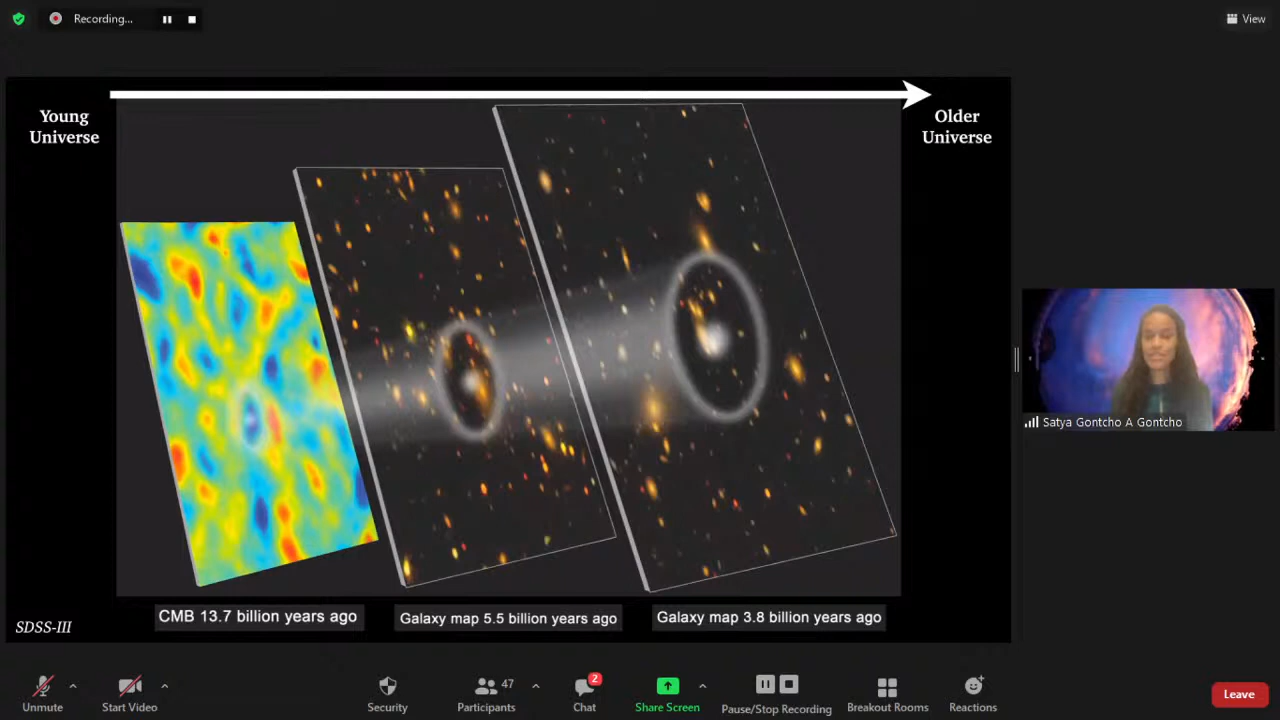 Recording...
View
Young
Universe
Older
Universe
Satya Gontcho A Gontcho
CMB 13.7 billion years ago
Galaxy map 5.5 billion years ago
Galaxy map 3.8 billion years ago
SDSS-III
Unmute
Start Video
Security
47
Participants
2
Chat
Share Screen
Pause/Stop Recording
Breakout Rooms
Reactions
Leave